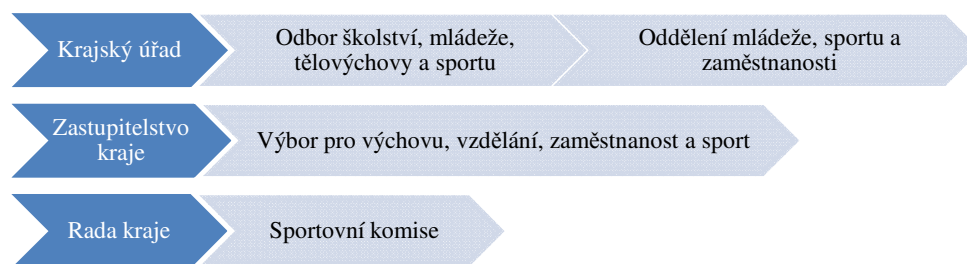 Krajský úřad
Odbor školství, mládeže,
tělovýchovy a sportu
Oddělení mládeže, sportu a
zaměstnanosti
Zastupitelstvo
kraje
Výbor pro výchovu, vzdělání, zaměstnanost a sport
Rada kraje
Sportovní komise